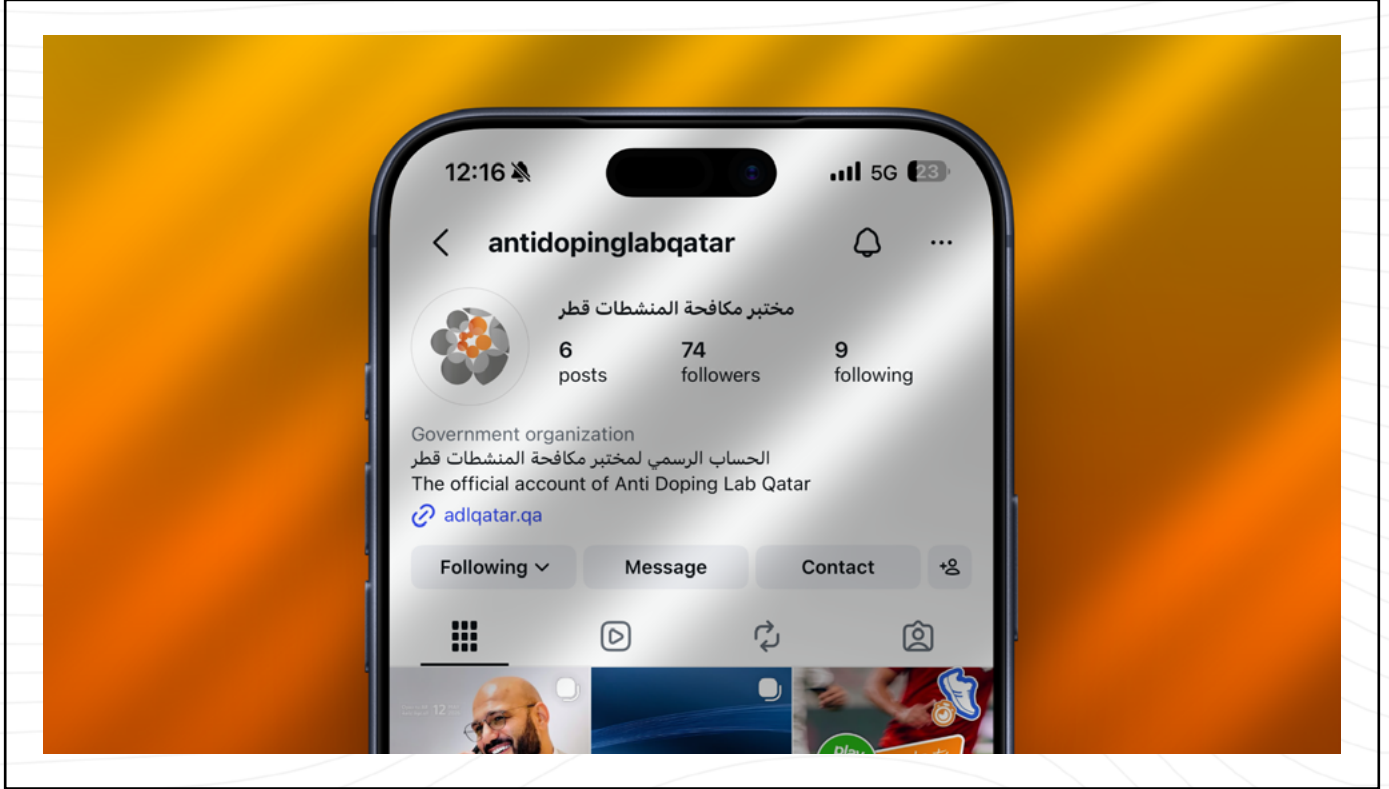 12:16
5G 23
antidopinglabqatar
مختبر مكافحة المنشطات قطر
6 74 9
posts followers following
Government organization
الحساب الرسمي لمختبر مكافحة المنشطات قطر
The official account of Anti Doping Lab Qatar
adlqatar.qa
Following Message Contact
12
play